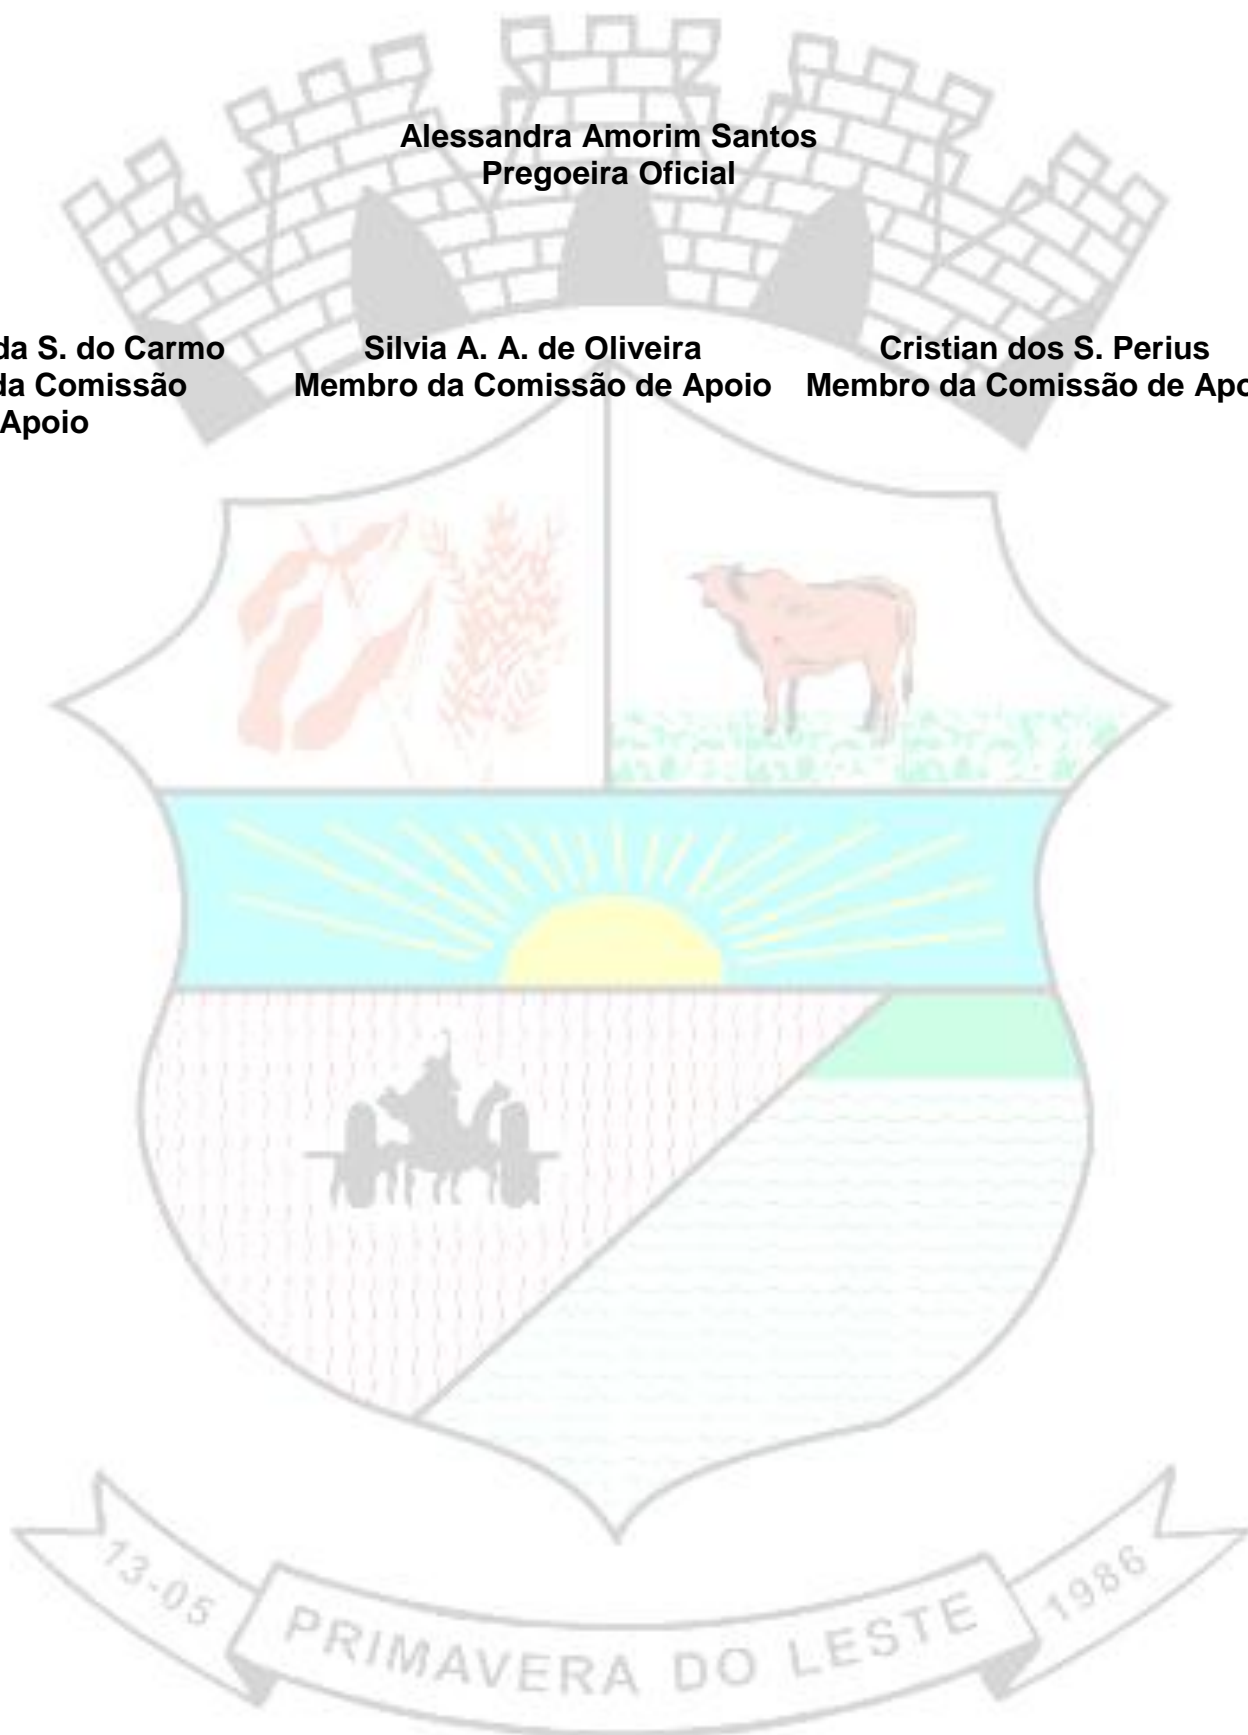 Alessandra Amorim Santos
Pregoeira Oficial
da S. do Carmo
da Comissão
Apoio
Silvia A. A. de Oliveira
Membro da Comissão de Apoio
Cristian dos S. Perius
Membro da Comissão de Apo
13-05
PRIMAVERA DO LESTE
1986